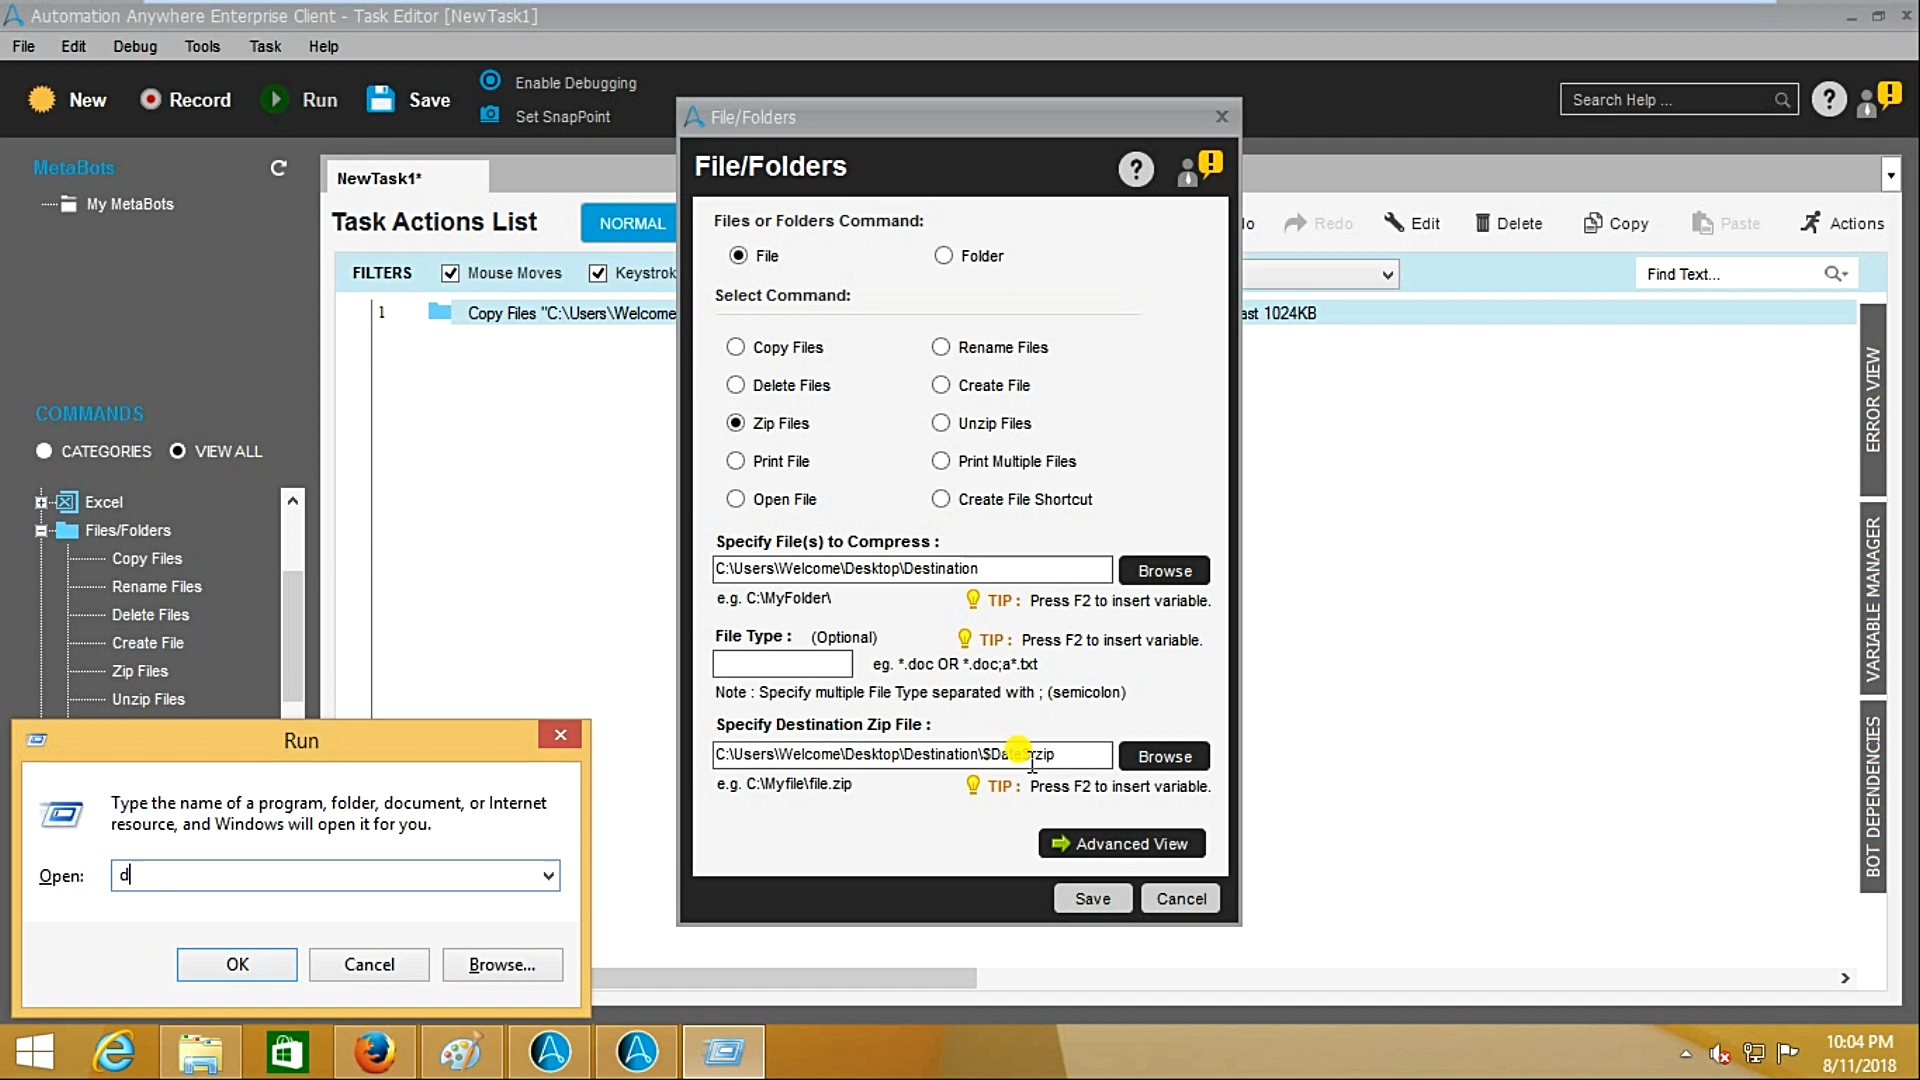 Automation Anywhere Enterprise Client - Task Editor [NewTask1]
File Edit Debug Tools Task Help
New Record Run Save
Enable Debugging
Set SnapPoint
Search Help ...
MetaBots
My MetaBots
COMMANDS
CATEGORIES VIEW ALL
Excel
Files/Folders
Copy Files
Rename Files
Delete Files
Create File
Zip Files
Unzip Files
NewTask1*
Task Actions List NORMAL
Redo Edit Delete Copy Paste Actions
FILTERS Mouse Moves Keystrok
Find Text...
1 Copy Files "C:\Users\Welcome
ast 1024KB
ERROR VIEW
VARIABLE MANAGER
BOT DEPENDENCIES
File/Folders
File/Folders
Files or Folders Command:
File Folder
Select Command:
Copy Files Rename Files
Delete Files Create File
Zip Files Unzip Files
Print File Print Multiple Files
Open File Create File Shortcut
Specify File(s) to Compress :
C:\Users\Welcome\Desktop\Destination Browse
e.g. C:\MyFolder\ TIP : Press F2 to insert variable.
File Type : (Optional) TIP : Press F2 to insert variable.
eg. *.doc OR *.doc;a*.txt
Note : Specify multiple File Type separated with ; (semicolon)
Specify Destination Zip File :
C:\Users\Welcome\Desktop\Destination\$Date$.zip Browse
e.g. C:\Myfile\file.zip TIP : Press F2 to insert variable.
Advanced View
Save Cancel
Run
Type the name of a program, folder, document, or Internet
resource, and Windows will open it for you.
Open: d
OK Cancel Browse...
10:04 PM
8/11/2018